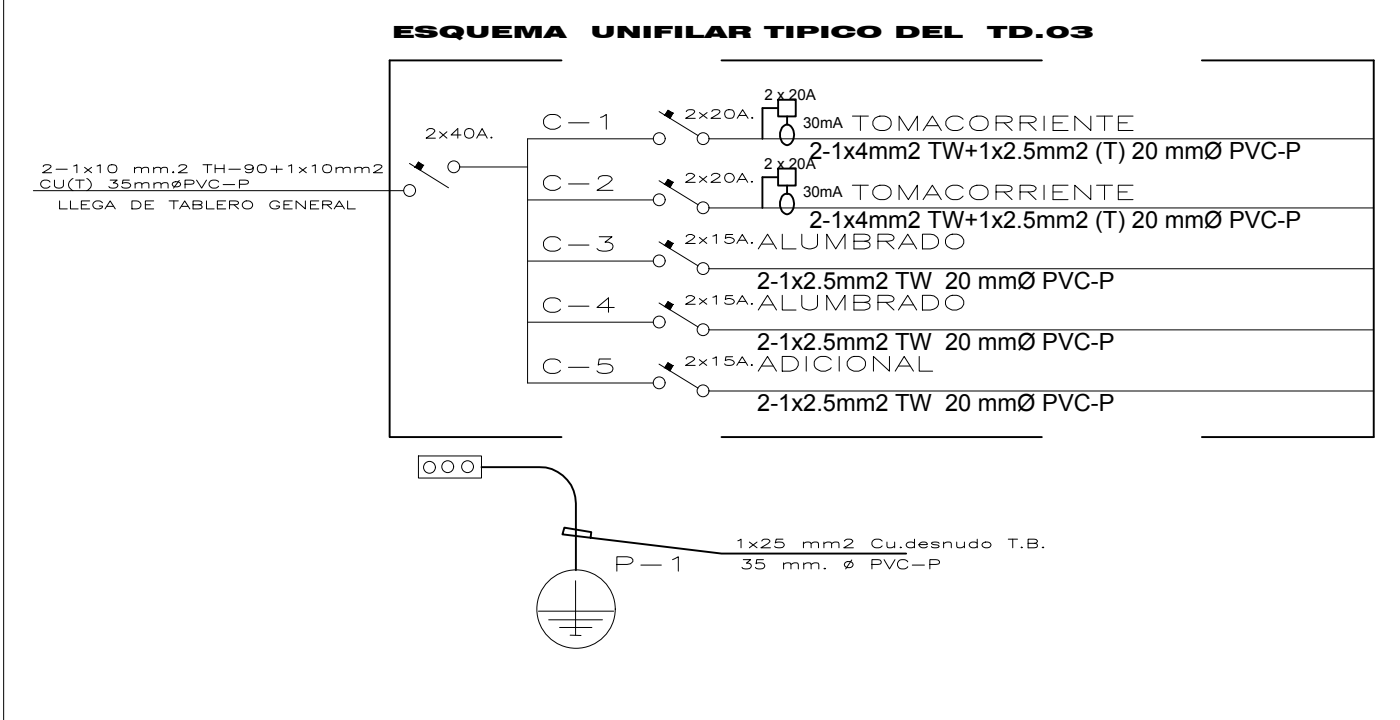 ESQUEMA UNIFILAR TIPICO DEL TD.03
2-1x10 mm.2 TH-90+1x10mm2
CU(T) 35mmøPVC-P
LLEGA DE TABLERO GENERAL
2x40A.
C-1
2x20A.
2 x 20A
30mA
TOMACORRIENTE
2-1x4mm2 TW+1x2.5mm2 (T) 20 mmØ PVC-P
C-2
2x20A.
2 x 20A
30mA
TOMACORRIENTE
2-1x4mm2 TW+1x2.5mm2 (T) 20 mmØ PVC-P
C-3
2x15A.
ALUMBRADO
2-1x2.5mm2 TW 20 mmØ PVC-P
C-4
2x15A.
ALUMBRADO
2-1x2.5mm2 TW 20 mmØ PVC-P
C-5
2x15A.
ADICIONAL
2-1x2.5mm2 TW 20 mmØ PVC-P
P-1
1x25 mm2 Cu.desnudo T.B.
35 mm. ø PVC-P